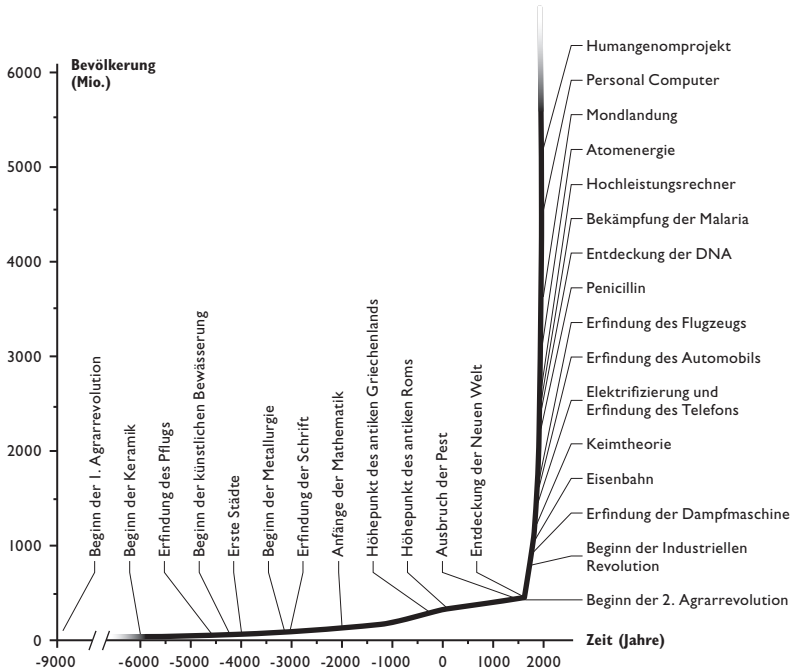 Bevölkerung
(Mio.)
6000
5000
4000
3000
2000
1000
0
Beginn der 1. Agrarrevolution
Beginn der Keramik
Erfindung des Pflugs
Beginn der künstlichen Bewässerung
Erste Städte
Beginn der Metallurgie
Erfindung der Schrift
Anfänge der Mathematik
Höhepunkt des antiken Griechenlands
Höhepunkt des antiken Roms
Ausbruch der Pest
Entdeckung der Neuen Welt
Humangenomprojekt
Personal Computer
Mondlandung
Atomenergie
Hochleistungsrechner
Bekämpfung der Malaria
Entdeckung der DNA
Penicillin
Erfindung des Flugzeugs
Erfindung des Automobils
Elektrifizierung und
Erfindung des Telefons
Keimtheorie
Eisenbahn
Erfindung der Dampfmaschine
Beginn der Industriellen
Revolution
Beginn der 2. Agrarrevolution
Zeit (Jahre)
-9000
-6000
-5000
-4000
-3000
-2000
-1000
0
1000
2000